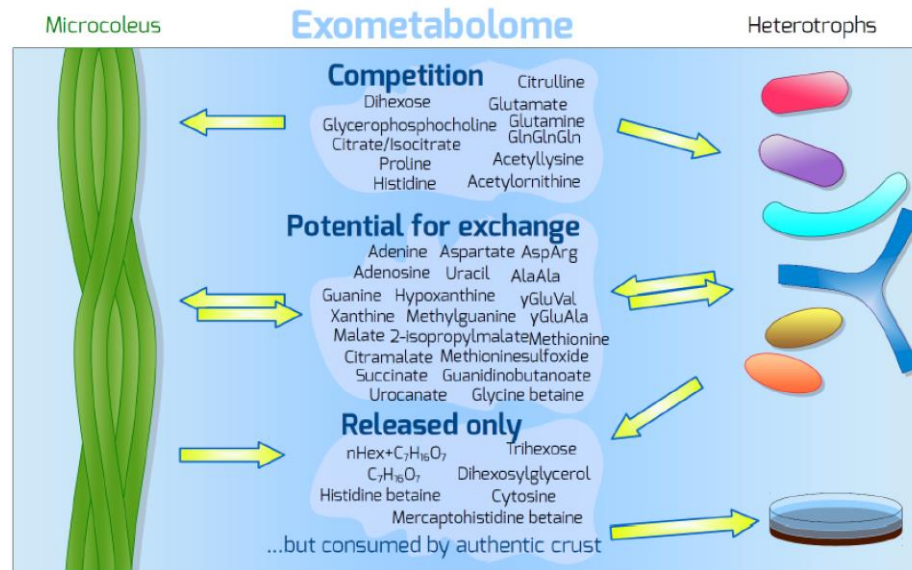 Microcoleus
Exometabolome
Heterotrophs
Competition
Citrulline
Dihexose
Glutamate
Glycerophosphocholine
Glutamine
GlnGlnGln
Citrate/Isocitrate
Proline
Acetyllysine
Histidine
Acetylornithine
Potential for exchange
Adenine Aspartate AspArg
Adenosine Uracil AlaAla
Guanine Hypoxanthine γGluVal
Xanthine Methylguanine γGluAla
Malate 2-isopropylmalate Methionine
Citramalate Methioninesulfoxide
Succinate Guanidinobutanoate
Urocanate Glycine betaine
Released only
nHex+C₇H₁₆O₇ Trihexose
C₇H₁₆O₇ Dihexosylglycerol
Histidine betaine Cytosine
Mercaptohistidine betaine
...but consumed by authentic crust